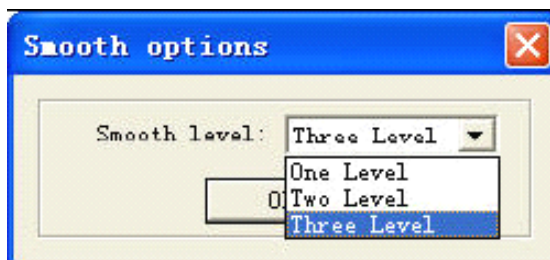 Smooth options
Smooth level: Three Level
One Level
Two Level
Three Level